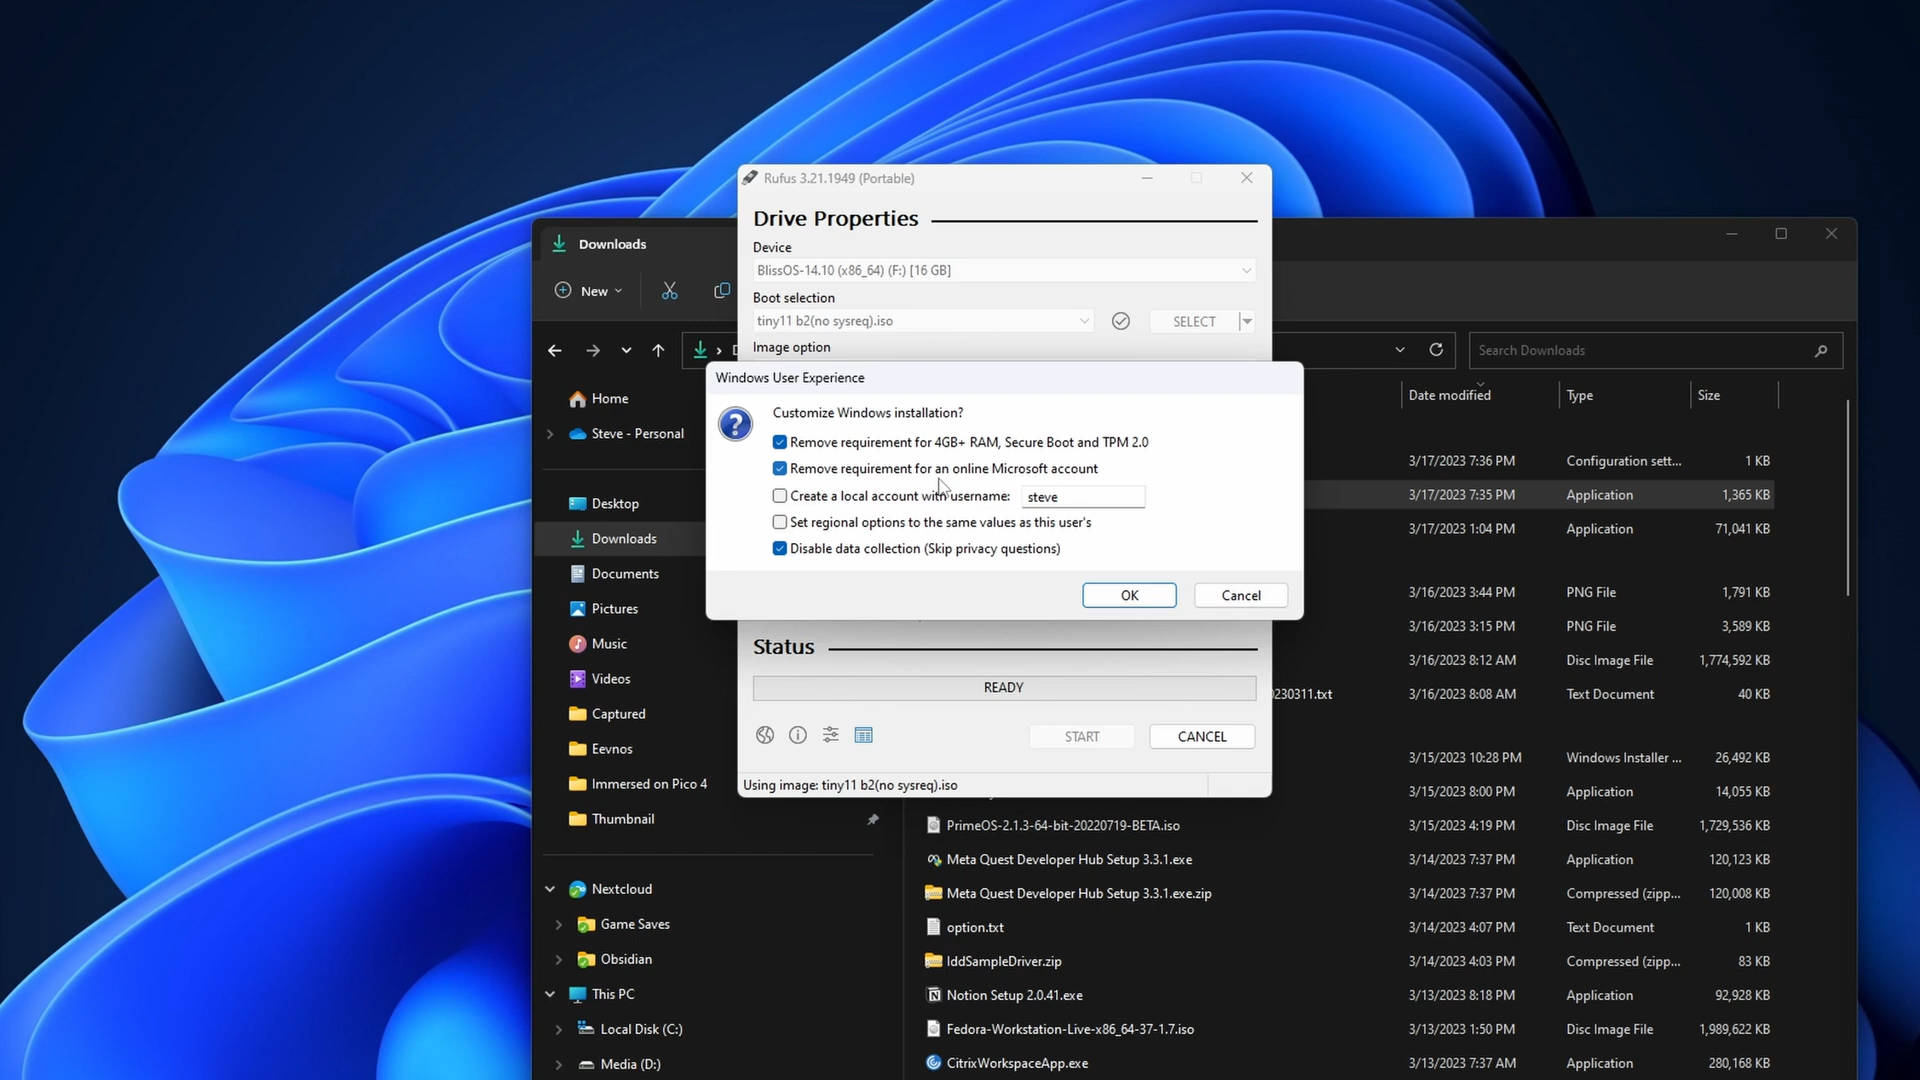 Rufus 3.21.1949 (Portable)
Drive Properties
Device
BlissOS-14.10 (x86_64) (F:) [16 GB]
Boot selection
tiny11 b2(no sysreq).iso
SELECT
Image option
Windows User Experience
Customize Windows installation?
Remove requirement for 4GB+ RAM, Secure Boot and TPM 2.0
Remove requirement for an online Microsoft account
Create a local account with username:
steve
Set regional options to the same values as this user's
Disable data collection (Skip privacy questions)
OK
Cancel
Status
READY
START
CANCEL
Using image: tiny11 b2(no sysreq).iso
Downloads
New
Search Downloads
Home
Steve - Personal
Desktop
Downloads
Documents
Pictures
Music
Videos
Captured
Eevnos
Immersed on Pico 4
Thumbnail
Nextcloud
Game Saves
Obsidian
This PC
Local Disk (C:)
Media (D:)
Date modified Type Size
3/17/2023 7:36 PM Configuration sett... 1 KB
3/17/2023 7:35 PM Application 1,365 KB
3/17/2023 1:04 PM Application 71,041 KB
3/16/2023 3:44 PM PNG File 1,791 KB
3/16/2023 3:15 PM PNG File 3,589 KB
3/16/2023 8:12 AM Disc Image File 1,774,592 KB
230311.txt 3/16/2023 8:08 AM Text Document 40 KB
3/15/2023 10:28 PM Windows Installer ... 26,492 KB
3/15/2023 8:00 PM Application 14,055 KB
PrimeOS-2.1.3-64-bit-20220719-BETA.iso 3/15/2023 4:19 PM Disc Image File 1,729,536 KB
Meta Quest Developer Hub Setup 3.3.1.exe 3/14/2023 7:37 PM Application 120,123 KB
Meta Quest Developer Hub Setup 3.3.1.exe.zip 3/14/2023 7:37 PM Compressed (zipp... 120,008 KB
option.txt 3/14/2023 4:07 PM Text Document 1 KB
IddSampleDriver.zip 3/14/2023 4:03 PM Compressed (zipp... 83 KB
Notion Setup 2.0.41.exe 3/13/2023 8:18 PM Application 92,928 KB
Fedora-Workstation-Live-x86_64-37-1.7.iso 3/13/2023 1:50 PM Disc Image File 1,989,622 KB
CitrixWorkspaceApp.exe 3/13/2023 7:37 AM Application 280,168 KB